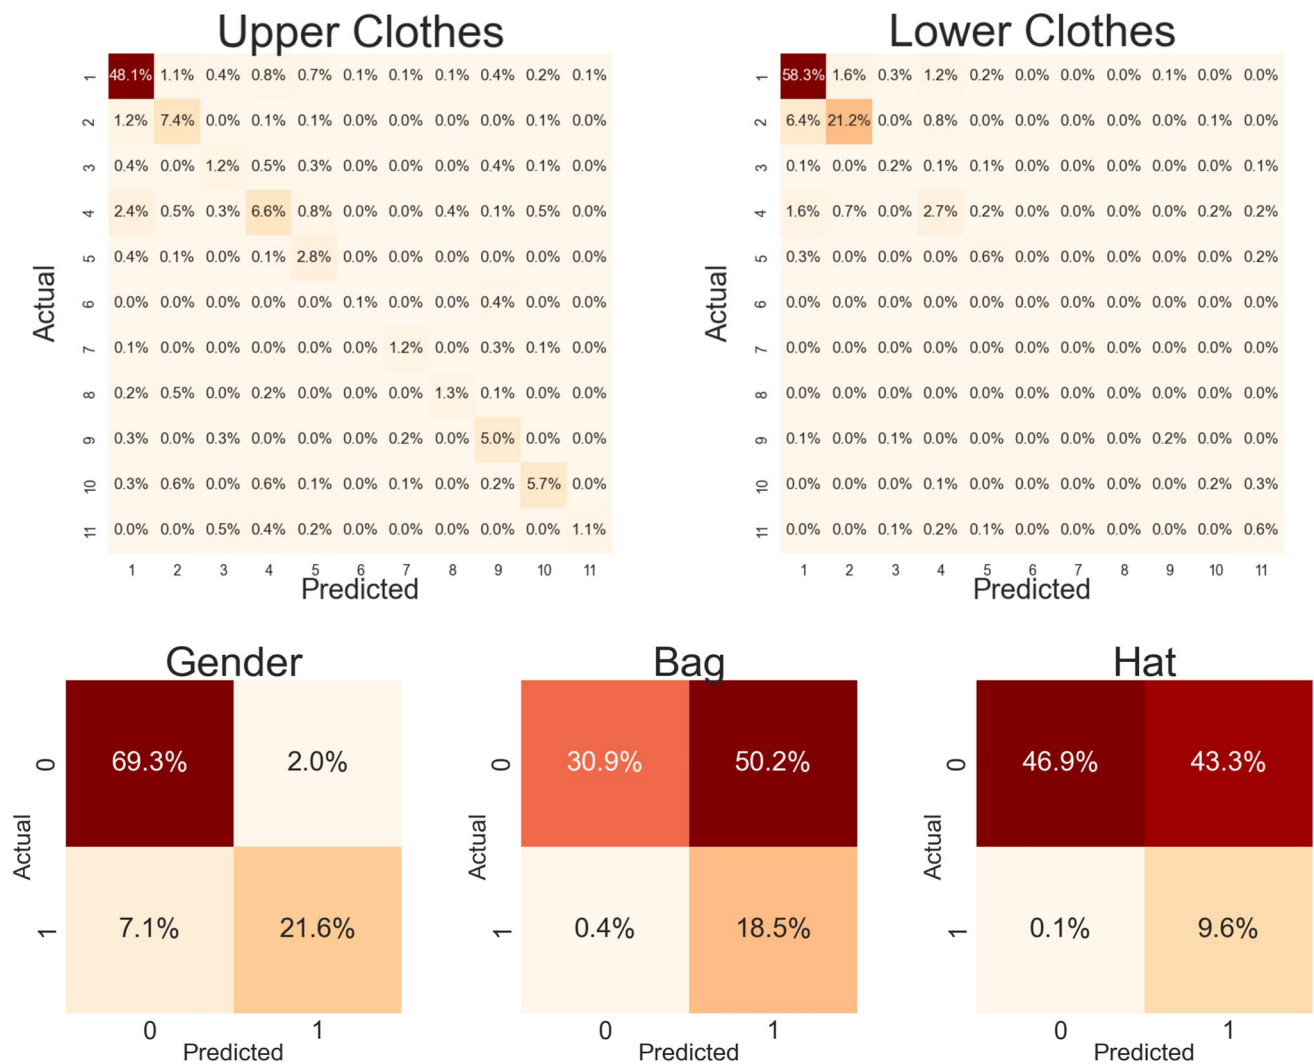 Upper Clothes Lower Clothes
1 48.1% 1.1% 0.4% 0.8% 0.7% 0.1% 0.1% 0.1% 0.4% 0.2% 0.1% 1 58.3% 1.6% 0.3% 1.2% 0.2% 0.0% 0.0% 0.0% 0.1% 0.0% 0.0%
2 1.2% 7.4% 0.0% 0.1% 0.1% 0.0% 0.0% 0.0% 0.0% 0.1% 0.0% 2 6.4% 21.2% 0.0% 0.8% 0.0% 0.0% 0.0% 0.0% 0.0% 0.1% 0.0%
3 0.4% 0.0% 1.2% 0.5% 0.3% 0.0% 0.0% 0.0% 0.4% 0.1% 0.0% 3 0.1% 0.0% 0.2% 0.1% 0.1% 0.0% 0.0% 0.0% 0.0% 0.0% 0.1%
4 2.4% 0.5% 0.3% 6.6% 0.8% 0.0% 0.0% 0.4% 0.1% 0.5% 0.0% 4 1.6% 0.7% 0.0% 2.7% 0.2% 0.0% 0.0% 0.0% 0.0% 0.2% 0.2%
5 0.4% 0.1% 0.0% 0.1% 2.8% 0.0% 0.0% 0.0% 0.0% 0.0% 0.0% 5 0.3% 0.0% 0.0% 0.0% 0.6% 0.0% 0.0% 0.0% 0.0% 0.0% 0.2%
Actual Actual
6 0.0% 0.0% 0.0% 0.0% 0.0% 0.1% 0.0% 0.0% 0.4% 0.0% 0.0% 6 0.0% 0.0% 0.0% 0.0% 0.0% 0.0% 0.0% 0.0% 0.0% 0.0% 0.0%
7 0.1% 0.0% 0.0% 0.0% 0.0% 0.0% 1.2% 0.0% 0.3% 0.1% 0.0% 7 0.0% 0.0% 0.0% 0.0% 0.0% 0.0% 0.0% 0.0% 0.0% 0.0% 0.0%
8 0.2% 0.5% 0.0% 0.2% 0.0% 0.0% 0.0% 1.3% 0.1% 0.0% 0.0% 8 0.0% 0.0% 0.0% 0.0% 0.0% 0.0% 0.0% 0.0% 0.0% 0.0% 0.0%
9 0.3% 0.0% 0.3% 0.0% 0.0% 0.0% 0.2% 0.0% 5.0% 0.0% 0.0% 9 0.1% 0.0% 0.1% 0.0% 0.0% 0.0% 0.0% 0.0% 0.2% 0.0% 0.0%
10 0.3% 0.6% 0.0% 0.6% 0.1% 0.0% 0.1% 0.0% 0.2% 5.7% 0.0% 10 0.0% 0.0% 0.0% 0.1% 0.0% 0.0% 0.0% 0.0% 0.0% 0.2% 0.3%
11 0.0% 0.0% 0.5% 0.4% 0.2% 0.0% 0.0% 0.0% 0.0% 0.0% 1.1% 11 0.0% 0.0% 0.1% 0.2% 0.1% 0.0% 0.0% 0.0% 0.0% 0.0% 0.6%
1 2 3 4 5 6 7 8 9 10 11 1 2 3 4 5 6 7 8 9 10 11
Predicted Predicted
Gender Bag Hat
0 69.3% 2.0% 0 30.9% 50.2% 0 46.9% 43.3%
Actual Actual Actual
1 7.1% 21.6% 1 0.4% 18.5% 1 0.1% 9.6%
0 1 0 1 0 1
Predicted Predicted Predicted